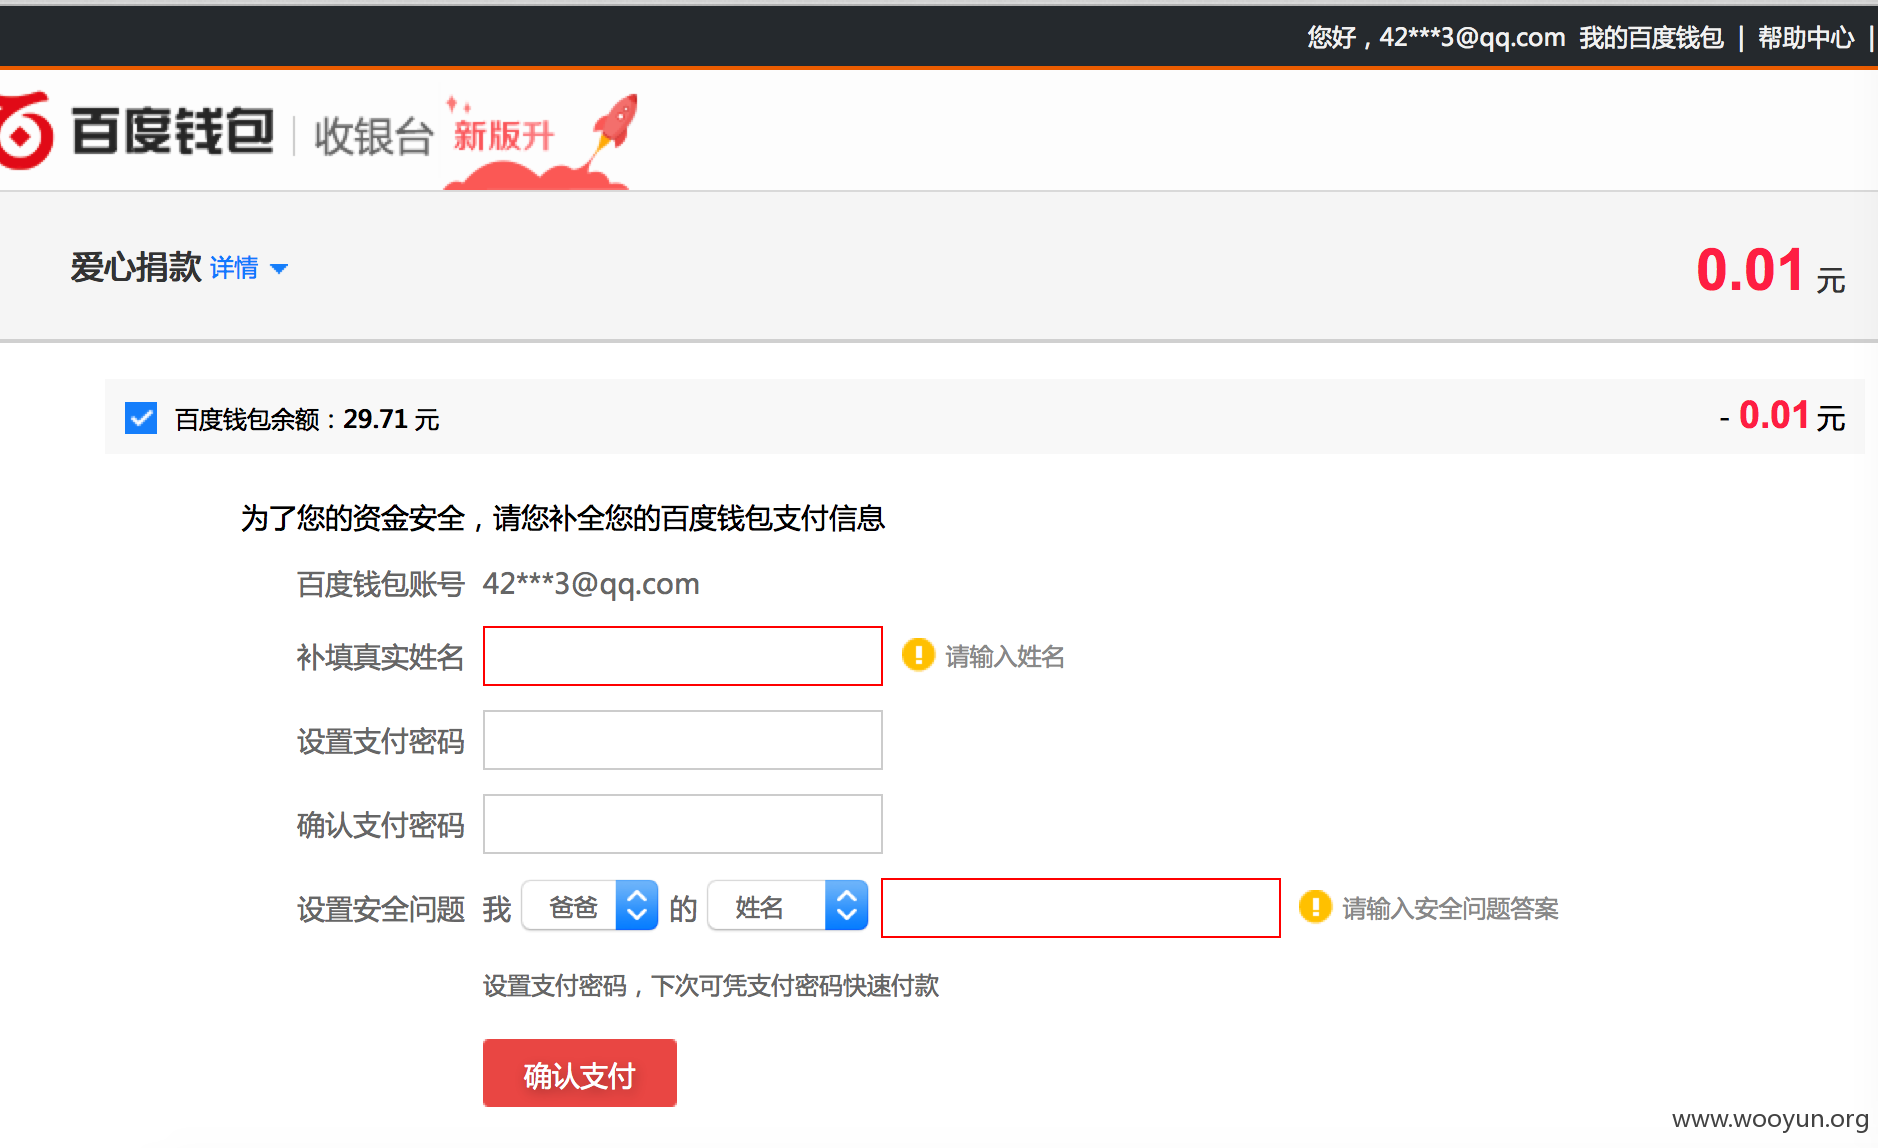 您好，42***3@qq.com 我的百度钱包 | 帮助中心 |
百度钱包 | 收银台 新版升
爱心捐款 详情 0.01 元
百度钱包余额：29.71 元 - 0.01 元
为了您的资金安全，请您补全您的百度钱包支付信息
百度钱包账号 42***3@qq.com
补填真实姓名 请输入姓名
设置支付密码
确认支付密码
设置安全问题 我 爸爸 的 姓名 请输入安全问题答案
设置支付密码，下次可凭支付密码快速付款
确认支付
www.wooyun.org